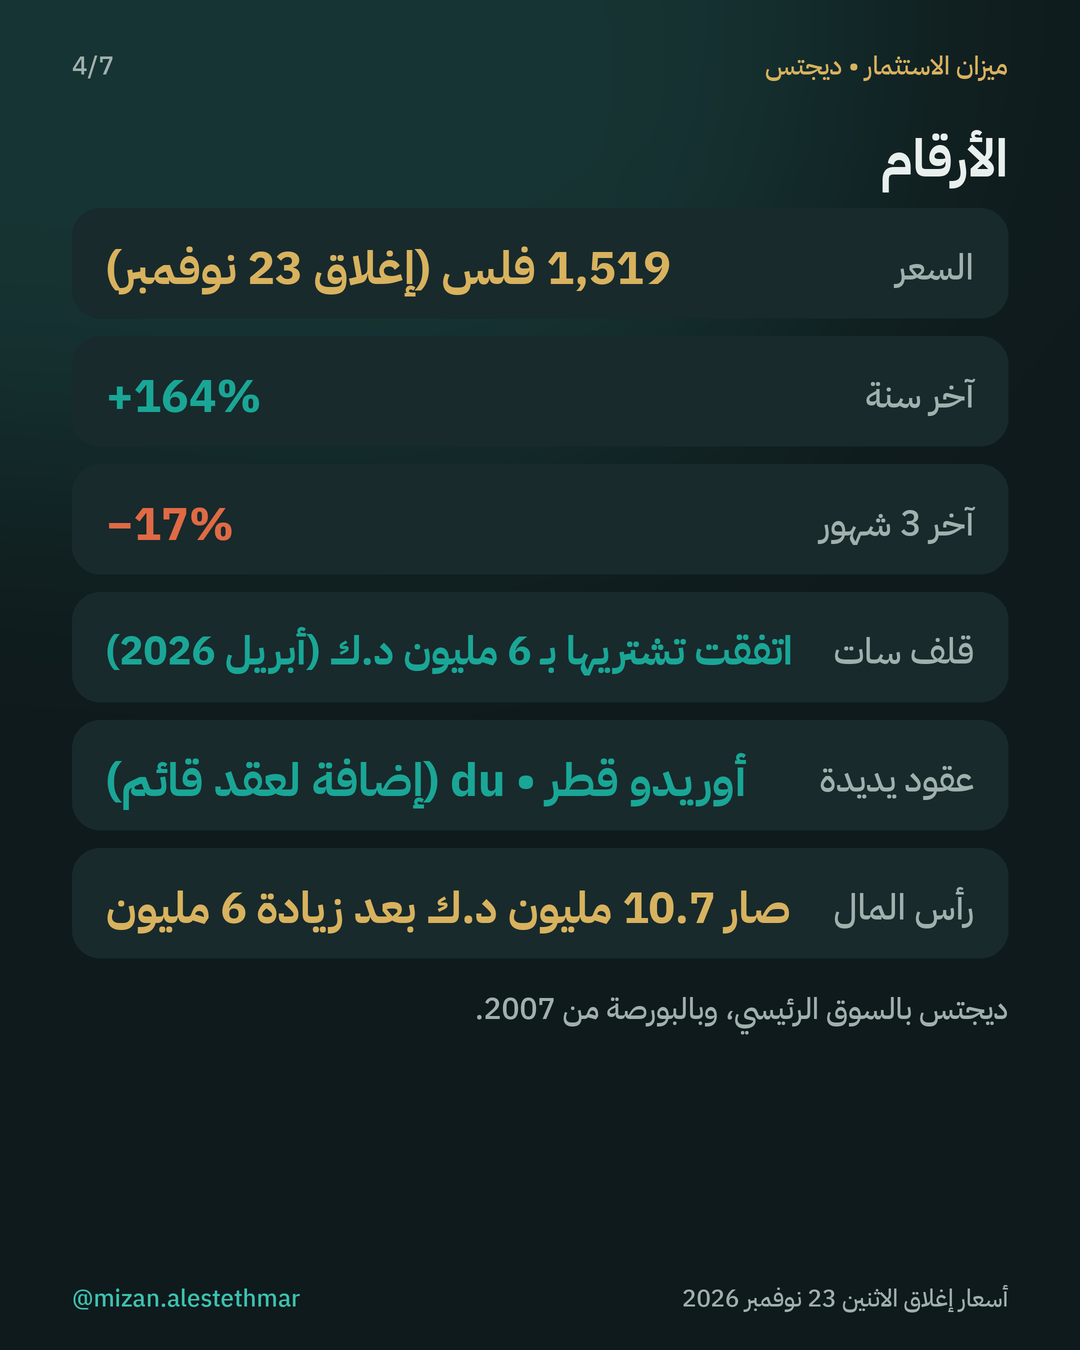 ميزان الاستثمار • ديجتس
4/7
الأرقام
السعر 1,519 فلس (إغلاق 23 نوفمبر)
آخر سنة +164%
آخر 3 شهور −17%
قلف سات اتفقت تشتريها بـ 6 مليون د.ك (أبريل 2026)
عقود يديدة أوريدو قطر • du (إضافة لعقد قائم)
رأس المال صار 10.7 مليون د.ك بعد زيادة 6 مليون
ديجتس بالسوق الرئيسي، وبالبورصة من 2007.
أسعار إغلاق الاثنين 23 نوفمبر 2026
@mizan.alestethmar